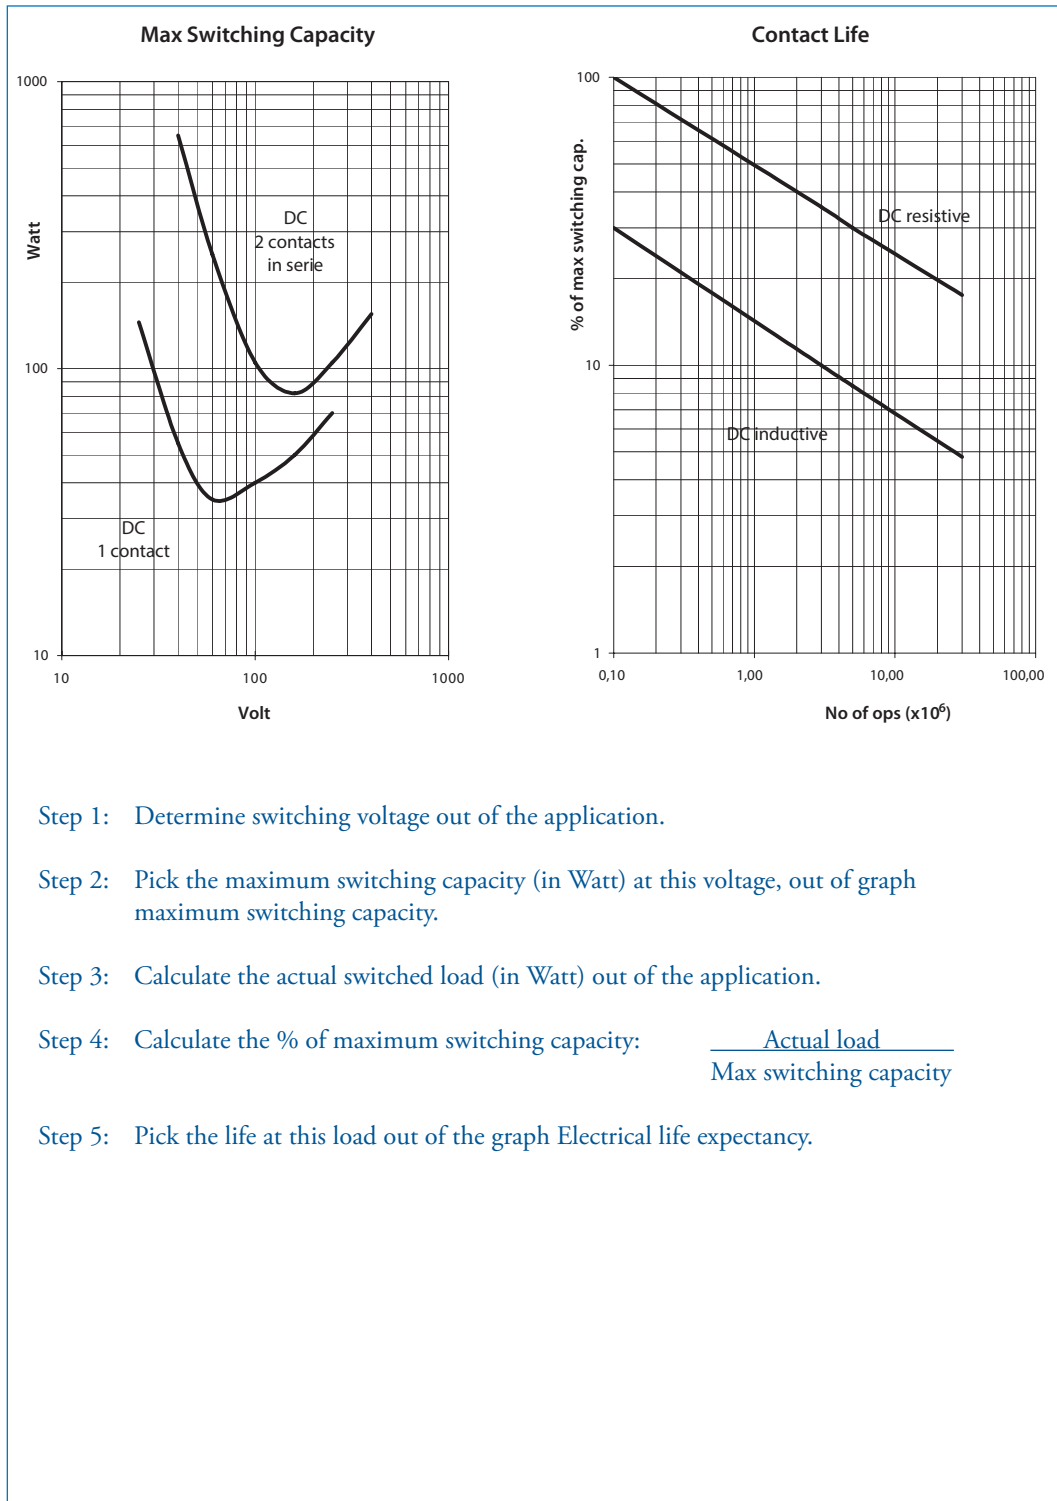 Max Switching Capacity
1000
100
10
Watt
DC
2 contacts
in serie
DC
1 contact
10
100
1000
Volt
Contact Life
100
10
1
% of max switching cap.
DC resistive
DC inductive
0,10
1,00
10,00
100,00
No of ops (x10⁶)
Step 1: Determine switching voltage out of the application.
Step 2: Pick the maximum switching capacity (in Watt) at this voltage, out of graph
maximum switching capacity.
Step 3: Calculate the actual switched load (in Watt) out of the application.
Step 4: Calculate the % of maximum switching capacity: Actual load
Max switching capacity
Step 5: Pick the life at this load out of the graph Electrical life expectancy.